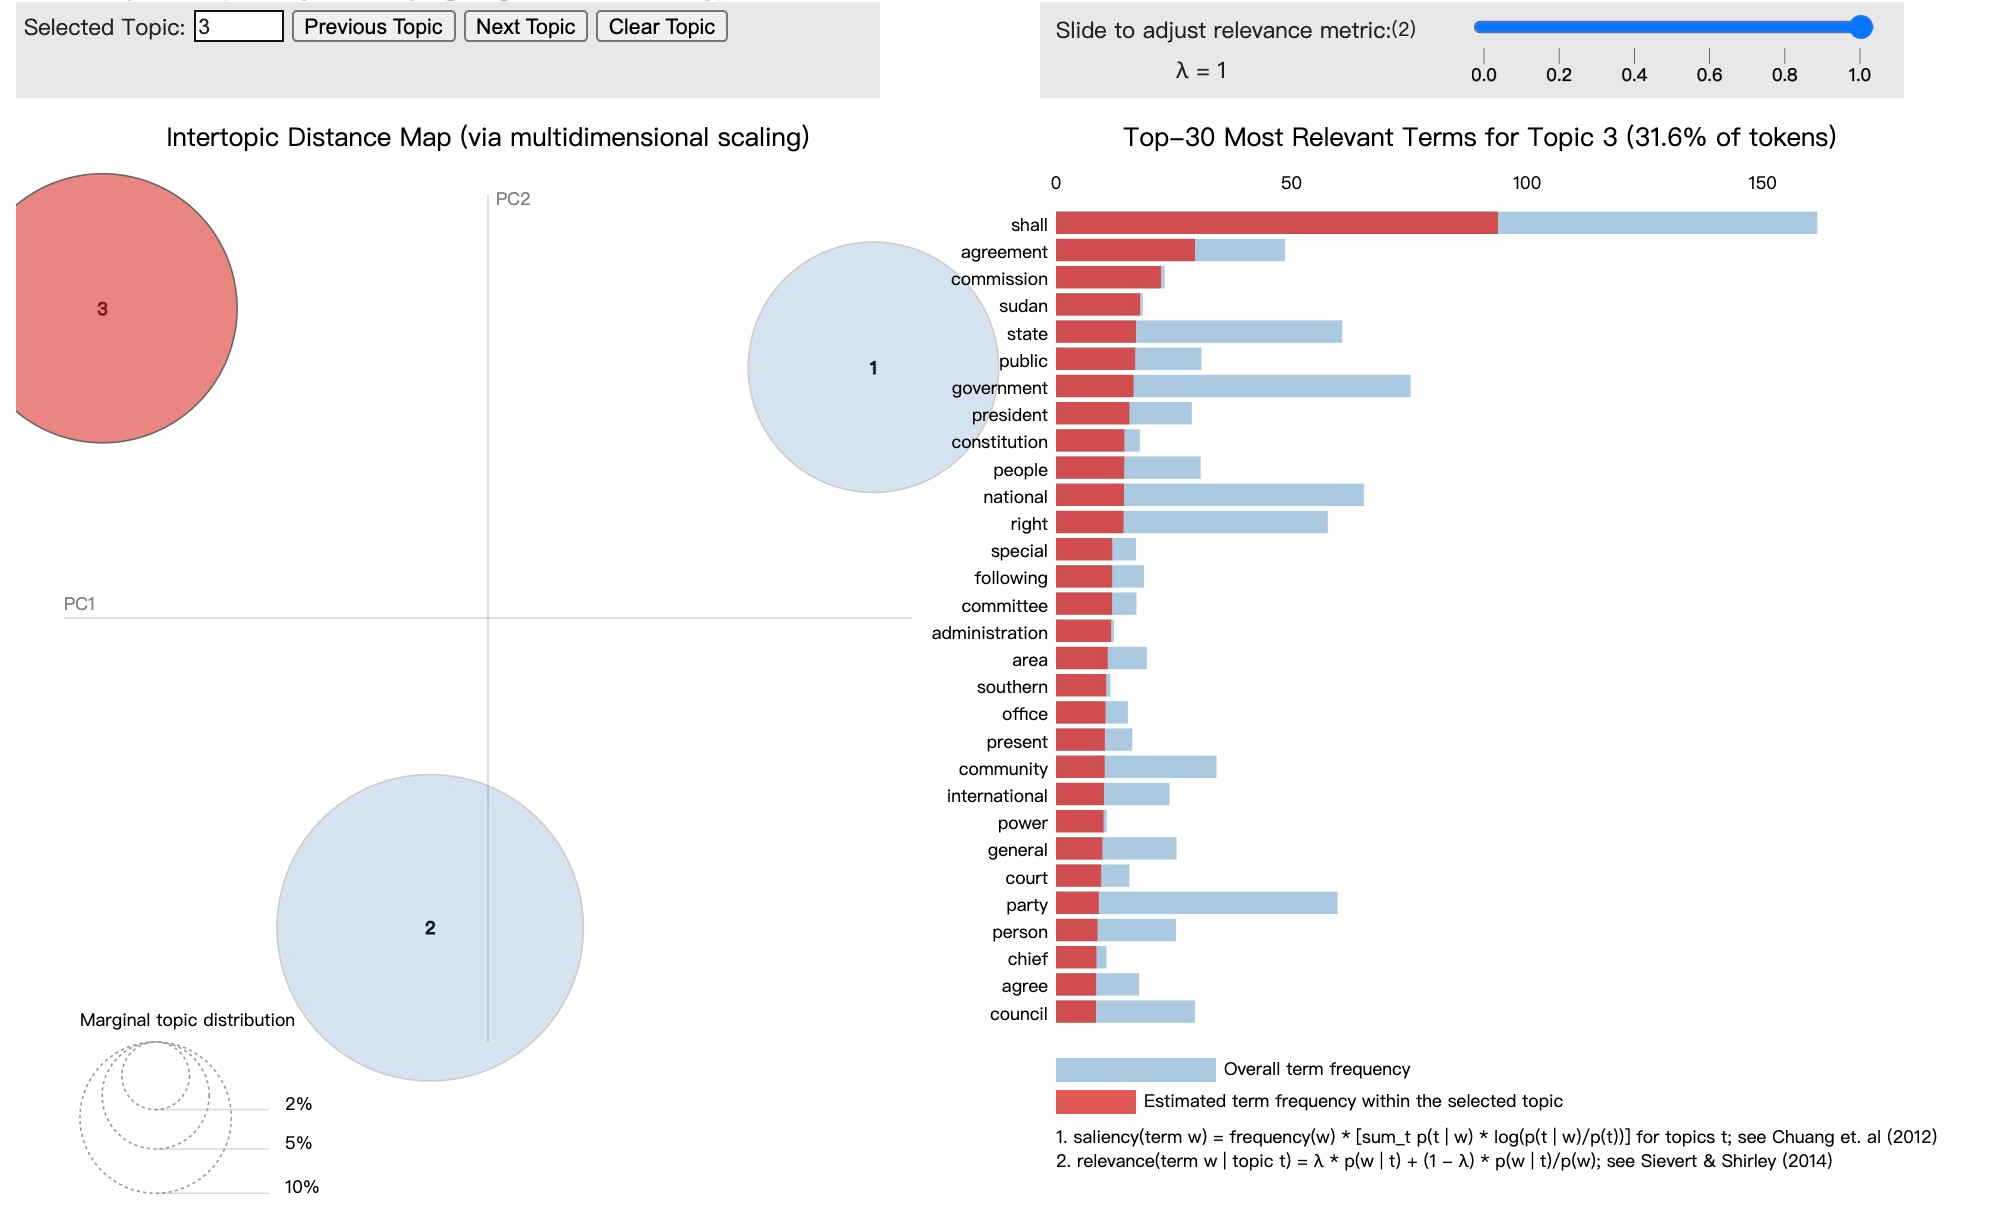 Selected Topic: 3 Previous Topic Next Topic Clear Topic
Slide to adjust relevance metric:(2)
λ = 1
0.0 0.2 0.4 0.6 0.8 1.0
Intertopic Distance Map (via multidimensional scaling)
PC2
3
1
PC1
2
Marginal topic distribution
2%
5%
10%
Top-30 Most Relevant Terms for Topic 3 (31.6% of tokens)
0 50 100 150
shall
agreement
commission
sudan
state
public
government
president
constitution
people
national
right
special
following
committee
administration
area
southern
office
present
community
international
power
general
court
party
person
chief
agree
council
Overall term frequency
Estimated term frequency within the selected topic
1. saliency(term w) = frequency(w) * [sum_t p(t | w) * log(p(t | w)/p(t))] for topics t; see Chuang et. al (2012)
2. relevance(term w | topic t) = λ * p(w | t) + (1 - λ) * p(w | t)/p(w); see Sievert & Shirley (2014)